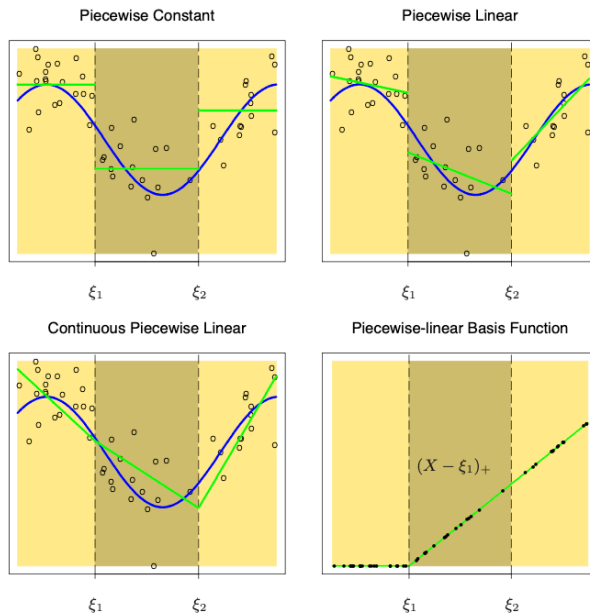 Piecewise Constant
Piecewise Linear
ξ1 ξ2
ξ1 ξ2
Continuous Piecewise Linear
Piecewise-linear Basis Function
(X − ξ1)+
ξ1 ξ2
ξ1 ξ2